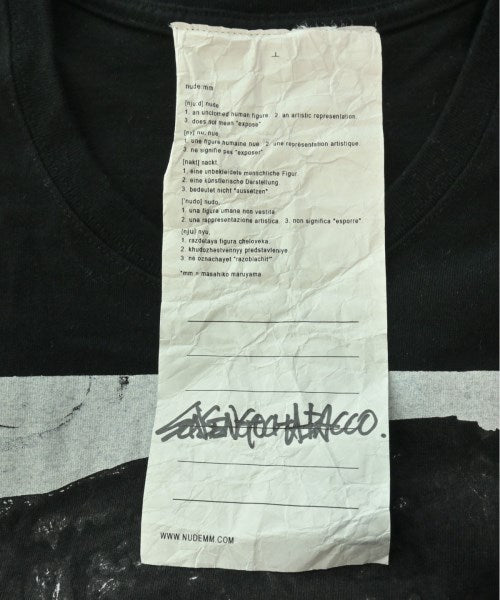 nude:mm
[nju:d] nude
1. an unclothed human figure. 2. an artistic representation.
3. does not mean "expose"
[ny] nu, nue.
1. une figure humaine nue. 2. une représentation artistique.
3. ne signifie pas "exposer"
[nakt] nackt.
1. eine unbekleidete menschliche Figur.
2. eine künstlerische Darstellung.
3. bedeutet nicht "aussetzen"
['nudo] nudo,
1. una figura umana non vestita.
2. una rappresentazione artistica. 3. non significa "esporre".
[nju] nyu,
1. razdetaya figura cheloveka.
2. khudozhestvennyy predstavleniye.
3. ne oznachayet "razoblachit'"
*mm = masahiko maruyama
WWW.NUDEMM.COM